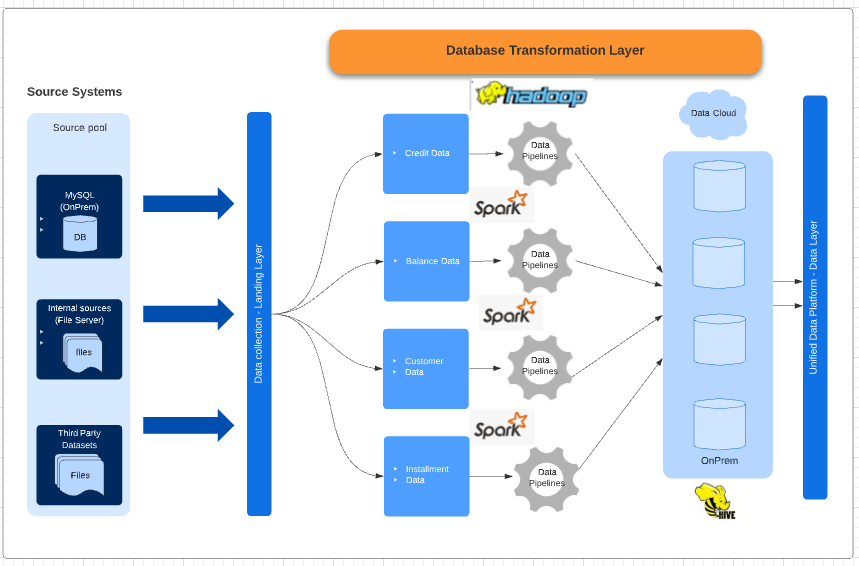 Database Transformation Layer
Source Systems
hadoop
Source pool
Data Cloud
MySQL
(OnPrem)
DB
Internal sources
(File Server)
files
Third Party
Datasets
Files
Data collection - Landing Layer
Credit Data
Data
Pipelines
Spark
Balance Data
Data
Pipelines
Spark
Customer
Data
Data
Pipelines
Spark
Installment
Data
Data
Pipelines
OnPrem
HIVE
Unified Data Platform - Data Layer